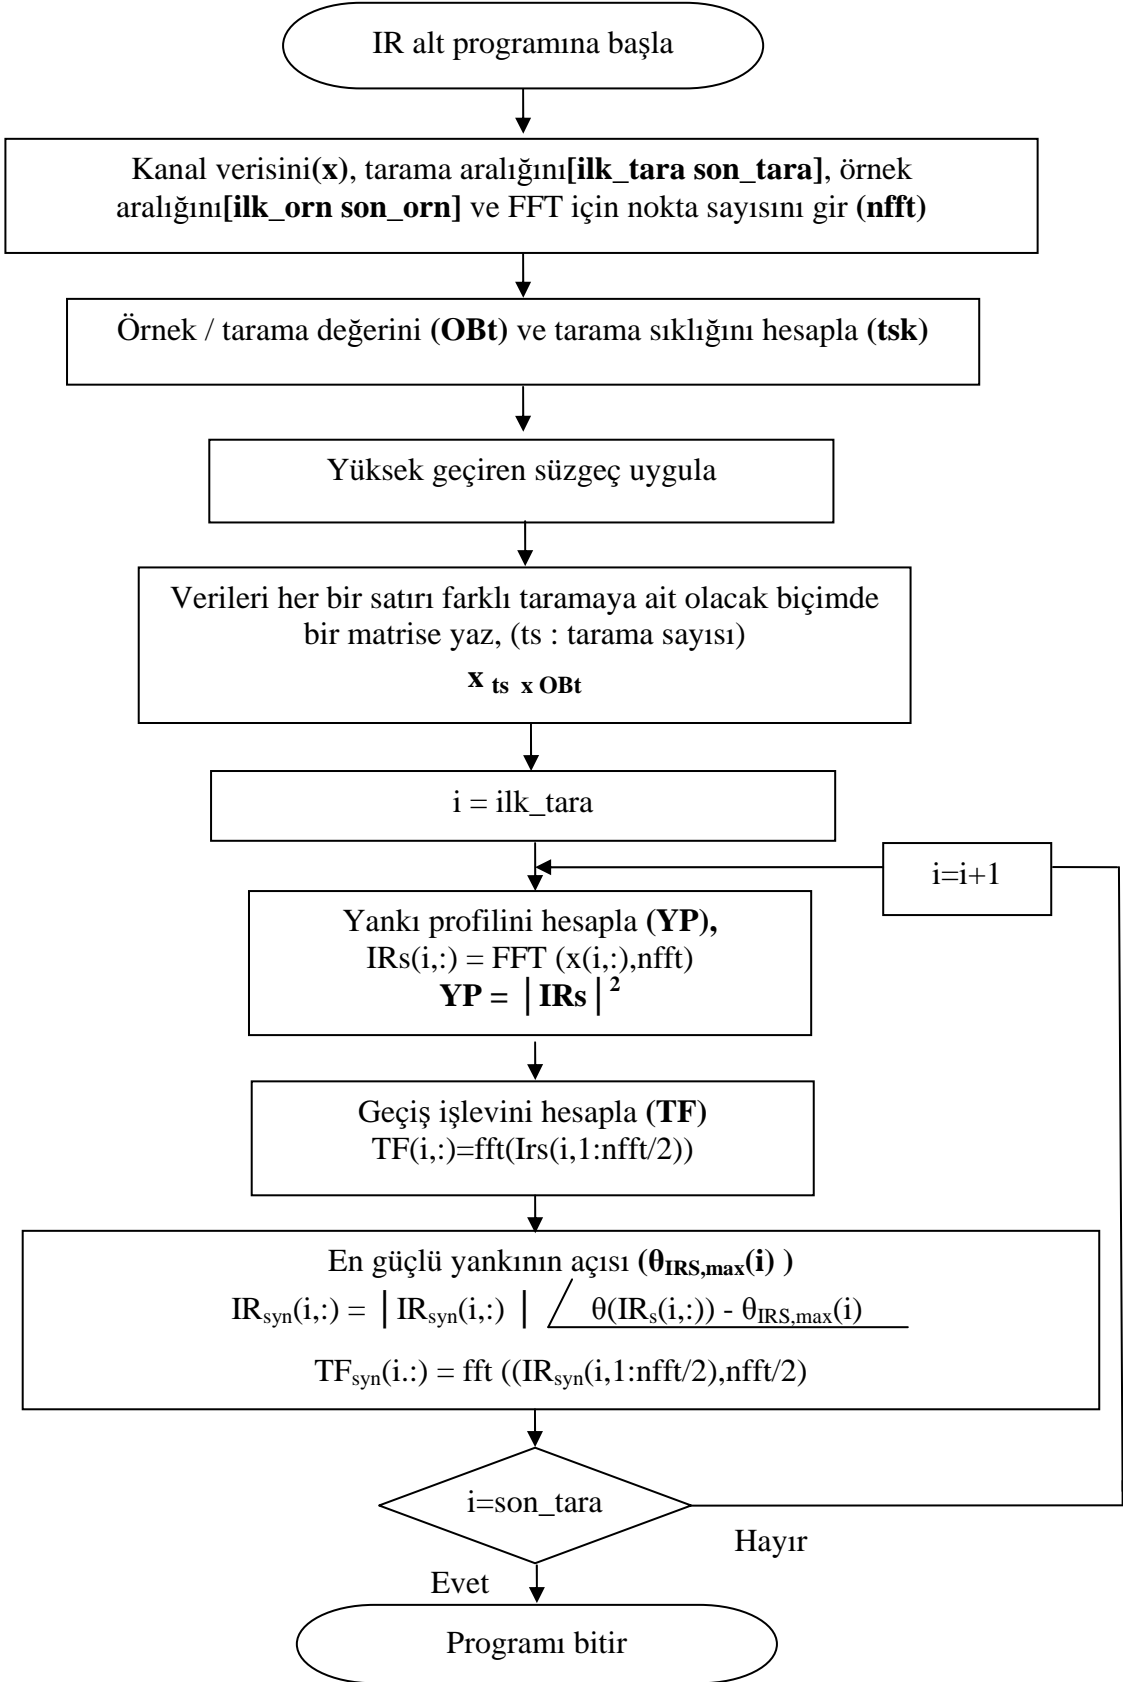 IR alt programına başla
Kanal verisini(x), tarama aralığını[ilk_tara son_tara], örnek
aralığını[ilk_orn son_orn] ve FFT için nokta sayısını gir (nfft)
Örnek / tarama değerini (OBt) ve tarama sıklığını hesapla (tsk)
Yüksek geçiren süzgeç uygula
Verileri her bir satırı farklı taramaya ait olacak biçimde
bir matrise yaz, (ts : tarama sayısı)
x ts x OBt
i = ilk_tara
i=i+1
Yankı profilini hesapla (YP),
IRs(i,:) = FFT (x(i,:),nfft)
YP = |IRs|²
Geçiş işlevini hesapla (TF)
TF(i,:)=fft(Irs(i,1:nfft/2))
En güçlü yankının açısı (θIRS,max(i) )
IRsyn(i,:) = | IRsyn(i,:) | / θ(IRs(i,:)) - θIRS,max(i)
TFsyn(i.:) = fft ((IRsyn(i,1:nfft/2),nfft/2)
i=son_tara
Hayır
Evet
Programı bitir